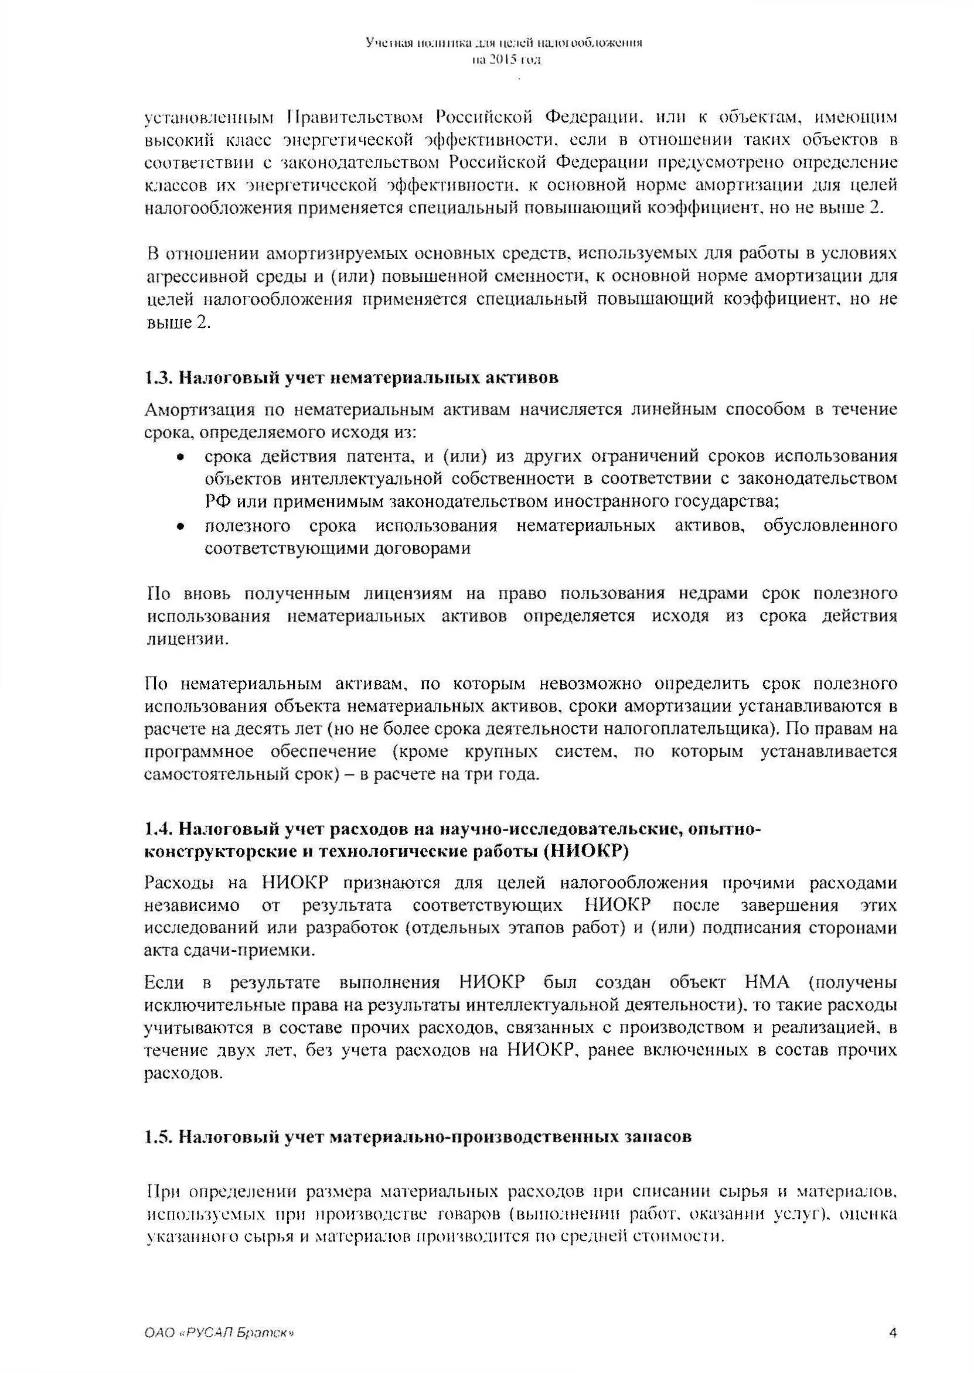 Учетная политика для целей налогообложения
на 2015 год
установленным Правительством Российской Федерации, или к объектам, имеющим
высокий класс энергетической эффективности, если в отношении таких объектов в
соответствии с законодательством Российской Федерации предусмотрено определение
классов их энергетической эффективности, к основной норме амортизации для целей
налогообложения применяется специальный повышающий коэффициент, но не выше 2.
В отношении амортизируемых основных средств, используемых для работы в условиях
агрессивной среды и (или) повышенной сменности, к основной норме амортизации для
целей налогообложения применяется специальный повышающий коэффициент, но не
выше 2.
1.3. Налоговый учет нематериальных активов
Амортизация по нематериальным активам начисляется линейным способом в течение
срока, определяемого исходя из:
• срока действия патента, и (или) из других ограничений сроков использования
объектов интеллектуальной собственности в соответствии с законодательством
РФ или применимым законодательством иностранного государства;
• полезного срока использования нематериальных активов, обусловленного
соответствующими договорами
По вновь полученным лицензиям на право пользования недрами срок полезного
использования нематериальных активов определяется исходя из срока действия
лицензии.
По нематериальным активам, по которым невозможно определить срок полезного
использования объекта нематериальных активов, сроки амортизации устанавливаются в
расчете на десять лет (но не более срока деятельности налогоплательщика). По правам на
программное обеспечение (кроме крупных систем, по которым устанавливается
самостоятельный срок) – в расчете на три года.
1.4. Налоговый учет расходов на научно-исследовательские, опытно-
конструкторские и технологические работы (НИОКР)
Расходы на НИОКР признаются для целей налогообложения прочими расходами
независимо от результата соответствующих НИОКР после завершения этих
исследований или разработок (отдельных этапов работ) и (или) подписания сторонами
акта сдачи-приемки.
Если в результате выполнения НИОКР был создан объект НМА (получены
исключительные права на результаты интеллектуальной деятельности), то такие расходы
учитываются в составе прочих расходов, связанных с производством и реализацией, в
течение двух лет, без учета расходов на НИОКР, ранее включенных в состав прочих
расходов.
1.5. Налоговый учет материально-производственных запасов
При определении размера материальных расходов при списании сырья и материалов,
используемых при производстве товаров (выполнении работ, оказании услуг), оценка
указанного сырья и материалов производится по средней стоимости.
ОАО «РУСАЛ Братск»
4